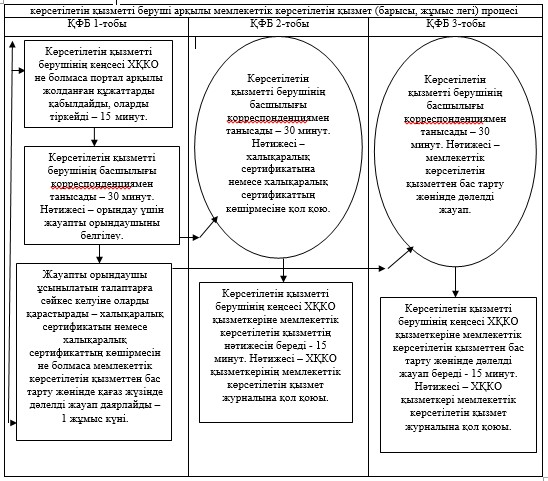 көрсетілетін қызметті беруші арқылы мемлекеттік көрсетілетін қызмет (барысы, жұмыс легі) процесі
ҚФБ 1-тобы
ҚФБ 2-тобы
ҚФБ 3-тобы
Көрсетілетін қызметті
берушінің кеңсесі ХҚКО
не болмаса портал арқылы
жолданған құжаттарды
қабылдайды, оларды
тіркейді – 15 минут.
Көрсетілетін қызметті
берушінің басшылығы
қорреспонденциямен
танысады – 30 минут.
Нәтижесі – орындау үшін
жауапты орындаушыны
белгілеу.
Жауапты орындаушы
ұсынылатын талаптарға
сәйкес келуіне оларды
қарастырады – халықаралық
сертификатын немесе
халықаралық
сертификаттың көшірмесін
не болмаса мемлекеттік
көрсетілетін қызметтен бас
тарту жөнінде қағаз жүзінде
дәлелді жауап даярлайды –
1 жұмыс күні.
Көрсетілетін
қызметті берушінің
басшылығы
қорреспонденциямен
танысады – 30 минут.
Нәтижесі –
халықаралық
сертификатына
немесе халықаралық
сертификаттың
көшірмесіне қол қою.
Көрсетілетін қызметті
берушінің кеңсесі ХҚКО
қызметкеріне мемлекеттік
көрсетілетін қызметтің
нәтижесін береді - 15
минут. Нәтижесі – ХҚКО
қызметкерінің мемлекеттік
көрсетілетін қызмет
журналына қол қоюы.
Көрсетілетін
қызметті берушінің
басшылығы
қорреспонденциямен
танысады – 30
минут. Нәтижесі –
мемлекеттік
көрсетілетін
қызметтен бас тарту
жөнінде дәлелді
жауап.
Көрсетілетін қызметті
берушінің кеңсесі ХҚКО
қызметкеріне мемлекеттік
көрсетілетін қызметтен бас
тарту жөнінде дәлелді
жауап береді - 15 минут.
Нәтижесі – ХҚКО
қызметкері мемлекеттік
көрсетілетін қызмет
журналына қол қоюы.